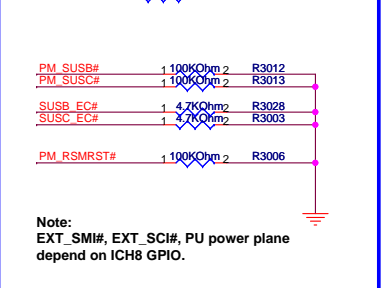 PM_SUSB# 1 100KOhm 2 R3012
PM_SUSC# 1 100KOhm 2 R3013
SUSB_EC# 1 4.7KOhm 2 R3028
SUSC_EC# 1 4.7KOhm 2 R3003
PM_RSMRST# 1 100KOhm 2 R3006
Note:
EXT_SMI#, EXT_SCI#, PU power plane
depend on ICH8 GPIO.